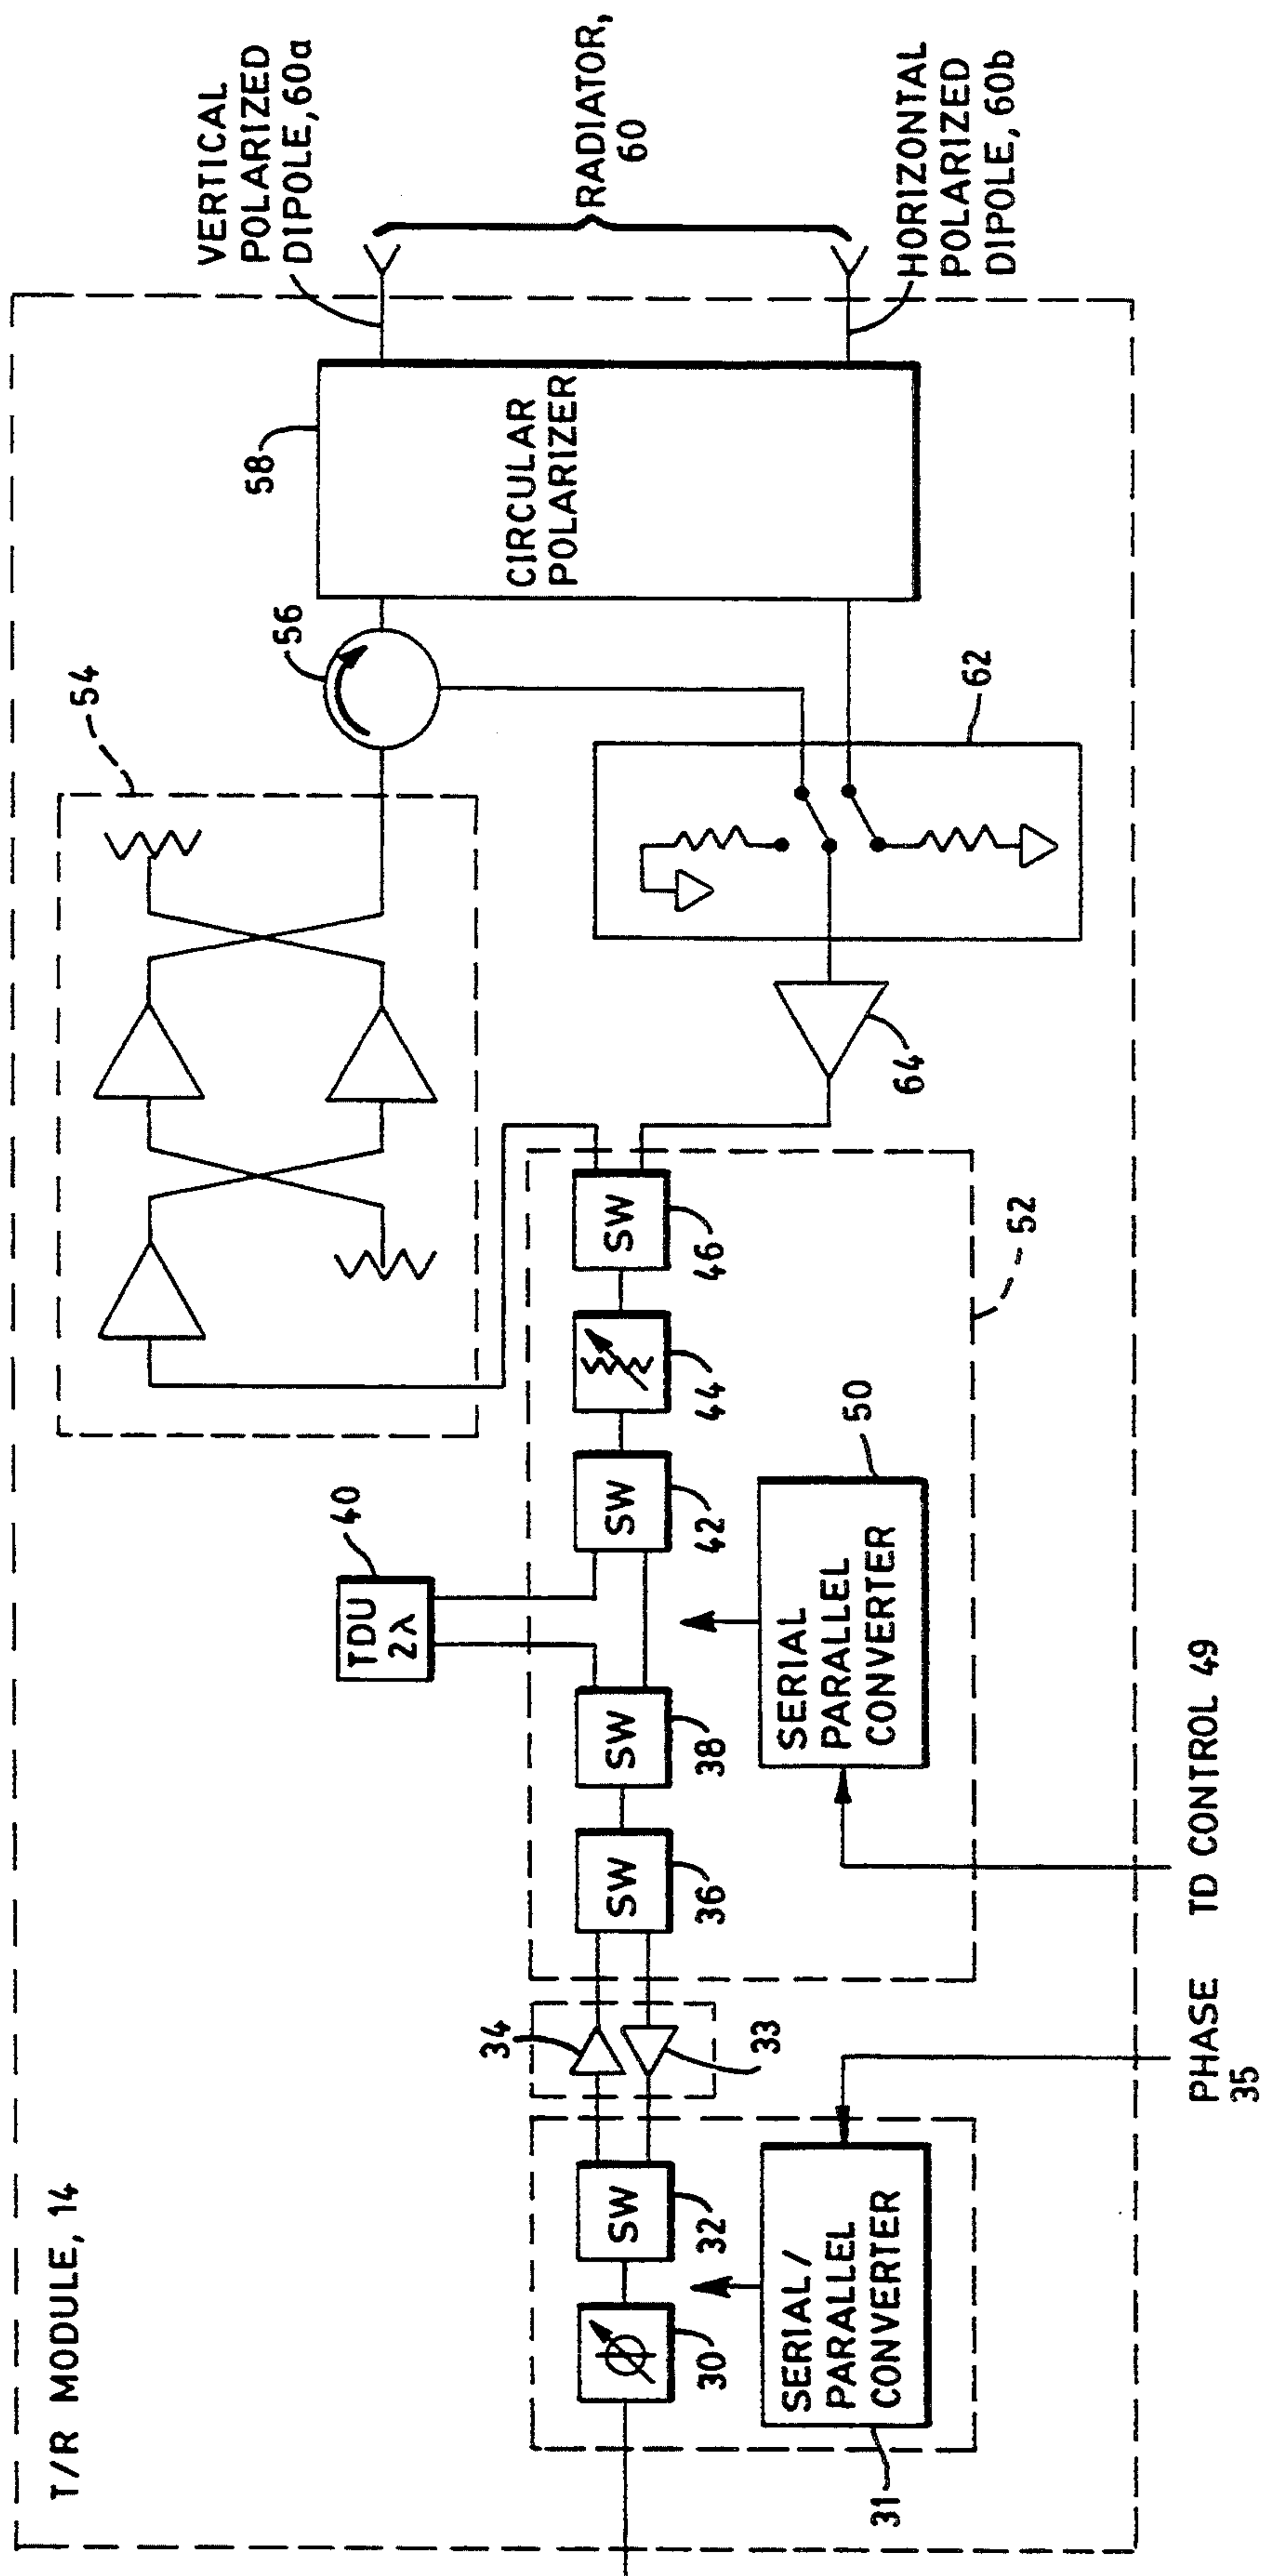 T/R MODULE, 14
54
56
58
VERTICAL
POLARIZED
DIPOLE, 60a
RADIATOR,
60
HORIZONTAL
POLARIZED
DIPOLE, 60b
CIRCULAR
POLARIZER
62
64
TDU
2λ
40
34
33
SW
32
SW
36
SW
38
SW
42
44
SW
46
30
52
SERIAL/
PARALLEL
CONVERTER
31
SERIAL
PARALLEL
CONVERTER
50
PHASE
35
TD CONTROL 49